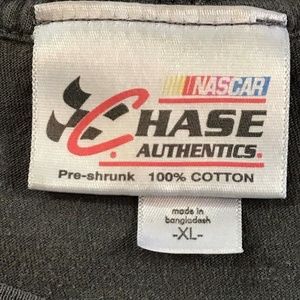 NASCAR
CHASE
AUTHENTICS.
Pre-shrunk 100% COTTON
made in
bangladesh
-XL-